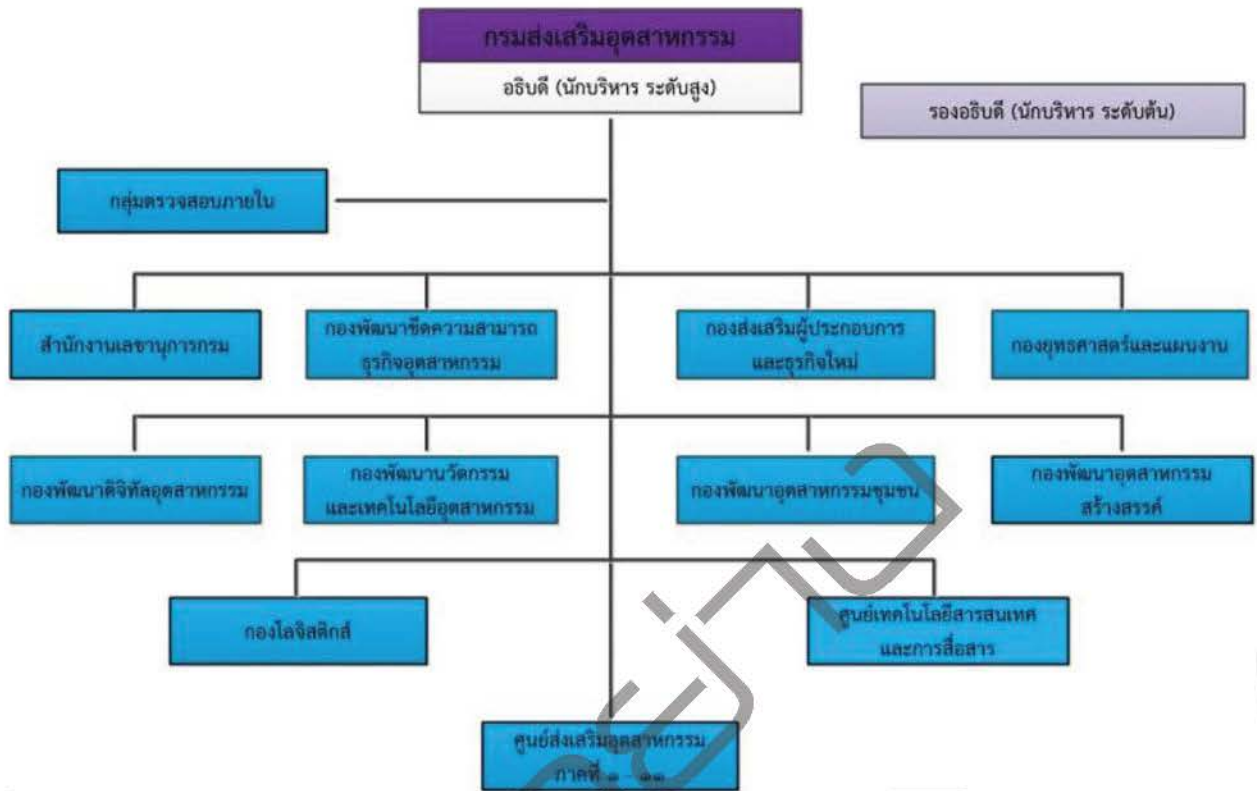 กรมส่งเสริมอุตสาหกรรม
อธิบดี (นักบริหาร ระดับสูง)
รองอธิบดี (นักบริหาร ระดับต้น)
กลุ่มตรวจสอบภายใน
สำนักงานเลขานุการกรม
กองพัฒนาขีดความสามารถ
ธุรกิจอุตสาหกรรม
กองส่งเสริมผู้ประกอบการ
และธุรกิจใหม่
กองยุทธศาสตร์และแผนงาน
กองพัฒนาดิจิทัลอุตสาหกรรม
กองพัฒนานวัตกรรม
และเทคโนโลยีอุตสาหกรรม
กองพัฒนาอุตสาหกรรมชุมชน
กองพัฒนาอุตสาหกรรม
สร้างสรรค์
กองโลจิสติกส์
ศูนย์เทคโนโลยีสารสนเทศ
และการสื่อสาร
ศูนย์ส่งเสริมอุตสาหกรรม
ภาคที่ ๑ - ๑๑